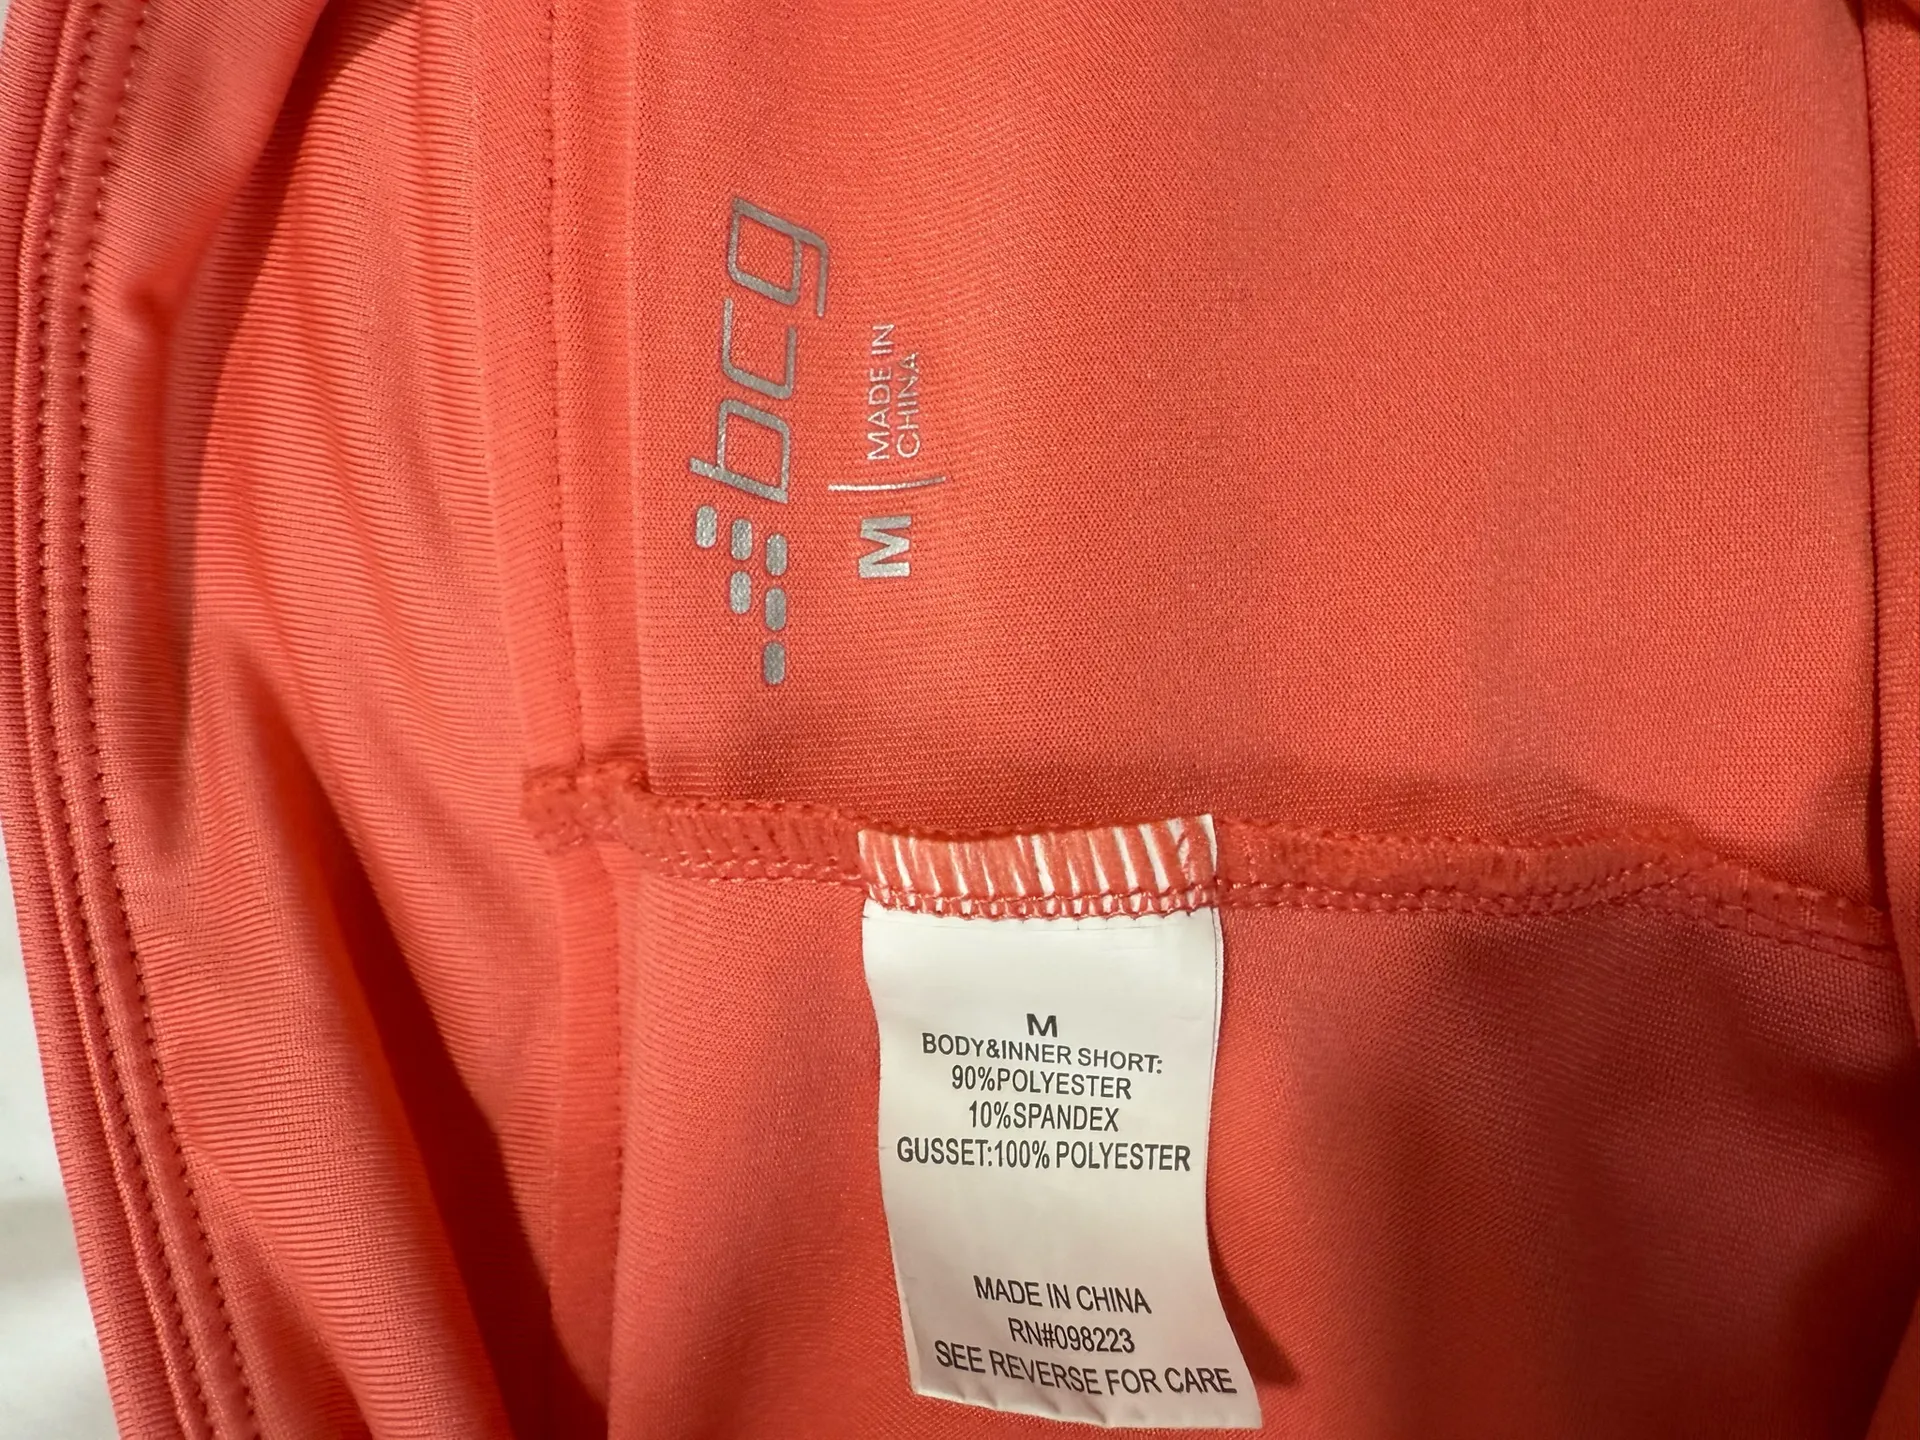 bcg
M
MADE IN
CHINA
M
BODY&INNER SHORT:
90%POLYESTER
10%SPANDEX
GUSSET:100% POLYESTER
MADE IN CHINA
RN#098223
SEE REVERSE FOR CARE